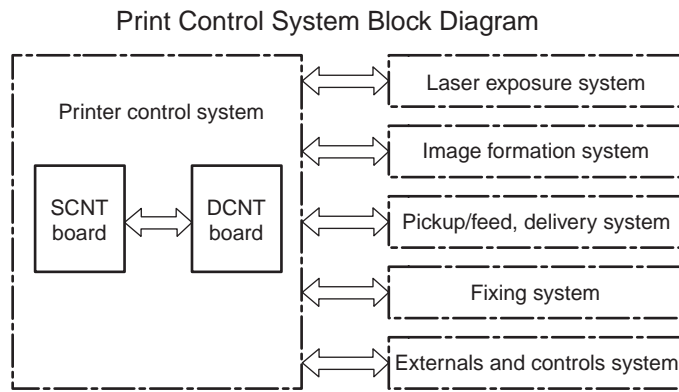 Print Control System Block Diagram
Printer control system
SCNT
board
DCNT
board
Laser exposure system
Image formation system
Pickup/feed, delivery system
Fixing system
Externals and controls system